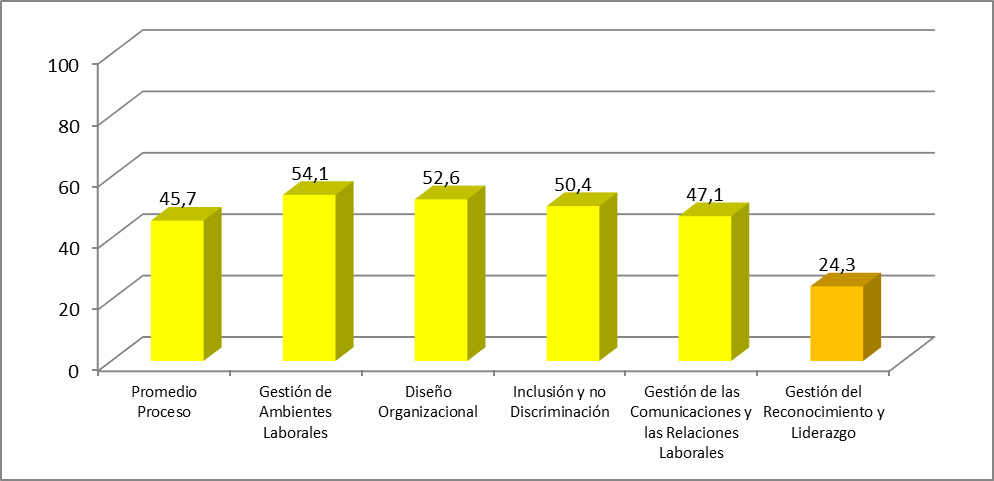 100
80
60
40
20
0
45,7
54,1
52,6
50,4
47,1
24,3
Promedio
Proceso
Gestión de
Ambientes
Laborales
Diseño
Organizacional
Inclusión y no
Discriminación
Gestión de las
Comunicaciones y
las Relaciones
Laborales
Gestión del
Reconocimiento y
Liderazgo